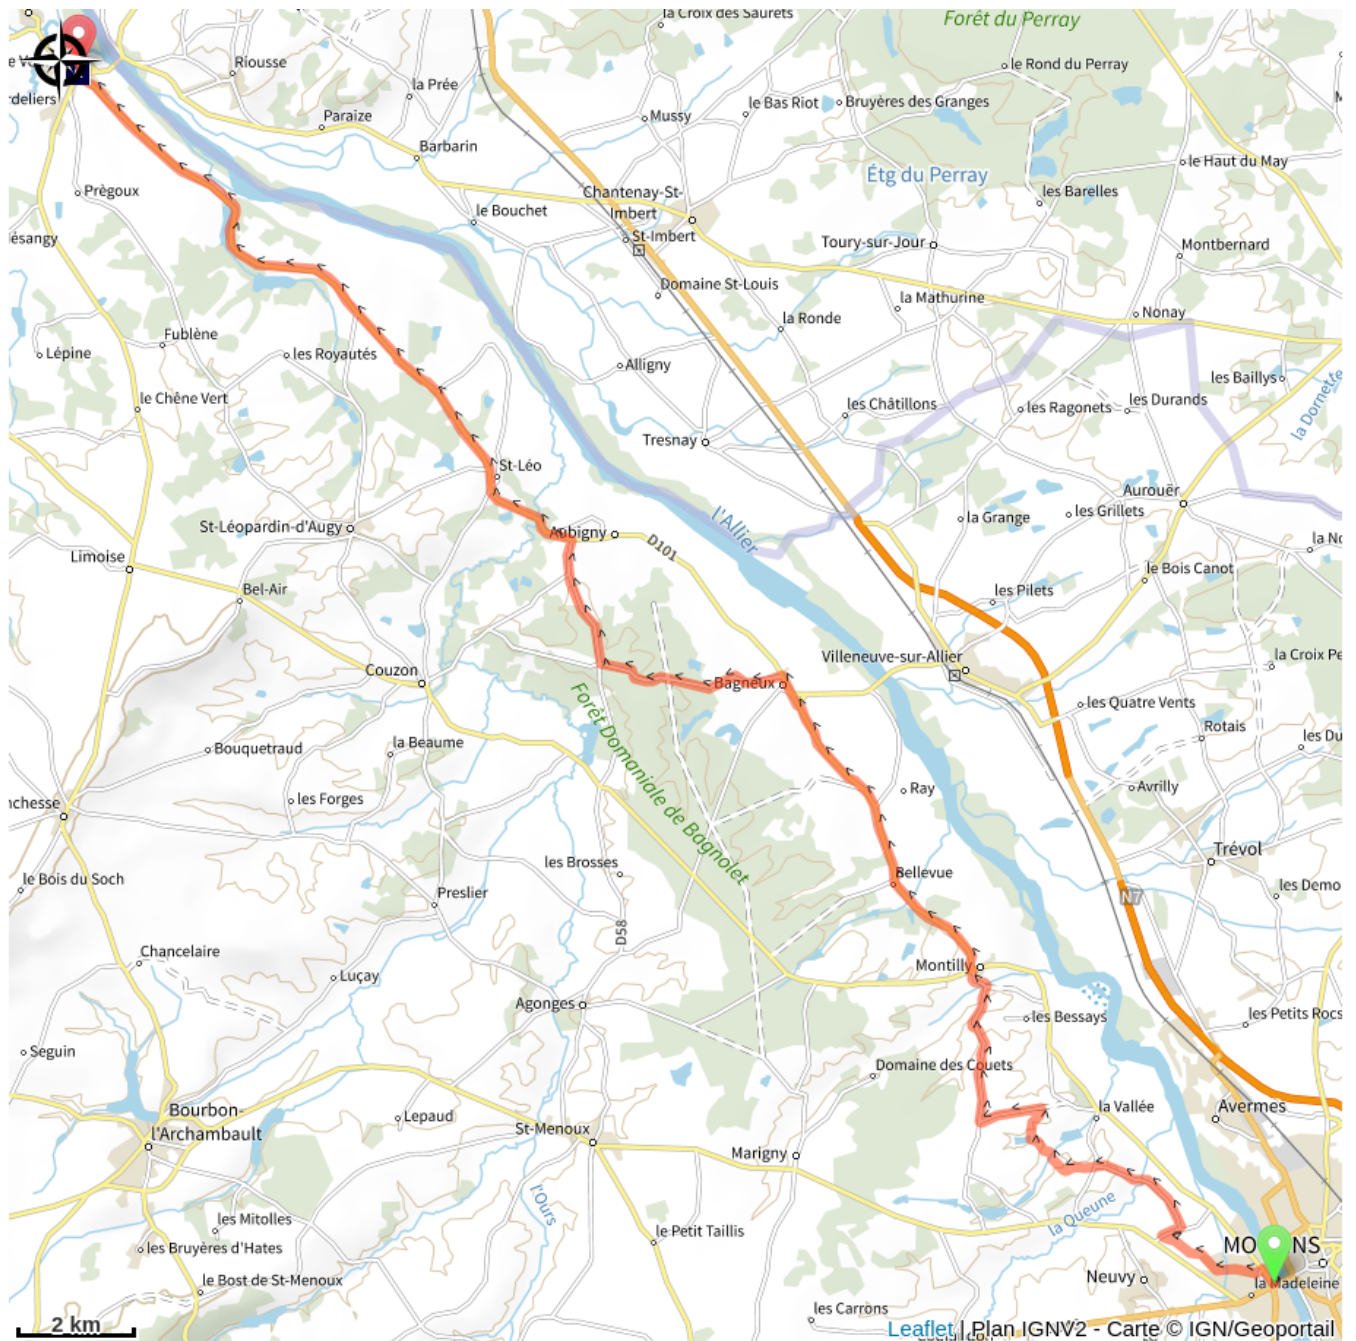 la Croix des Saurets
Forêt du Perray
Riousse
le Rond du Perray
la Prée
le Bas Riot
Bruyères des Granges
deliers
Paraize
Mussy
Barbarin
le Haut du May
Étg du Perray
Prègoux
Chantenay-St-
Imbert
les Barelles
le Bouchet
ésangy
St-Imbert
Toury-sur-Jour
Montbernard
Domaine St-Louis
la Mathurine
la Ronde
Nonay
Fublène
Lépine
les Royautés
Alligny
les Baillys
le Chêne Vert
les Châtillons
les Ragonets
les Durands
la Dornette
Tresnay
St-Léo
Aurouër
St-Léopardin-d'Augy
Aubigny
D101
l'Allier
la Grange
les Grillets
Limoise
Bel-Air
les Pilets
le Bois Canot
Couzon
Villeneuve-sur-Allier
la Croix Pe
Bagneux
Forêt Domaniale de Bagnolet
les Quatre Vents
Bouquetraud
la Beaume
Rotais
les Du
nchesse
les Forges
Ray
Avrilly
les Brosses
Trévol
le Bois du Soch
Preslier
Bellevue
les Demo
N7
D58
Chancelaire
Luçay
Montilly
Agonges
les Bessays
les Petits Rocs
Seguin
Domaine des Couets
Bourbon-
l'Archambault
Lepaud
la Vallée
Avermes
St-Menoux
Marigny
l'Ours
la Queune
les Mitolles
le Petit Taillis
les Bruyères d'Hates
MO NS
le Bost de St-Menoux
Neuvy
la Madeleine
les Carrons
2 km
Leaflet | Plan IGNV2 - Carte © IGN/Geoportail